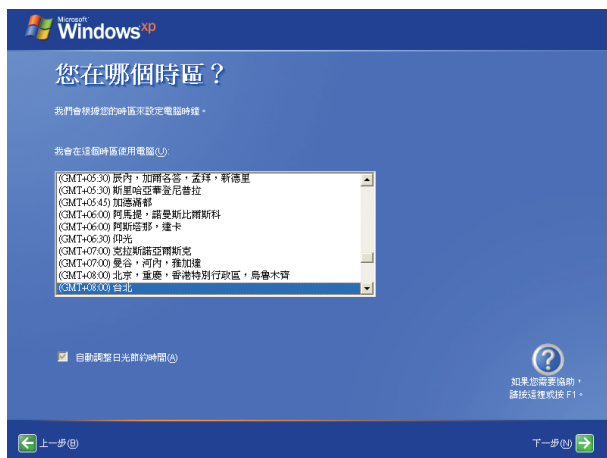 Microsoft
Windows xp
您在哪個時區？
我們會根據您的時區來設定電腦時鐘。
我會在這個時區使用電腦(U):
(GMT+05:30) 辰內，加爾各答，孟拜，新德里
(GMT+05:30) 斯里哈亞華登尼普拉
(GMT+05:45) 加德滿都
(GMT+06:00) 阿馬提，諾曼斯比爾斯科
(GMT+06:00) 阿斯塔那，達卡
(GMT+06:30) 仰光
(GMT+07:00) 克拉斯諾亞爾斯克
(GMT+07:00) 曼谷，河內，雅加達
(GMT+08:00) 北京，重慶，香港特別行政區，烏魯木齊
(GMT+08:00) 台北
自動調整日光節約時間(A)
如果您需要協助，
請按這裡或按 F1。
上一步(B)
下一步(N)